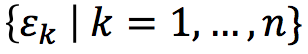 {𝜀ₖ | 𝑘 = 1, … , 𝑛}